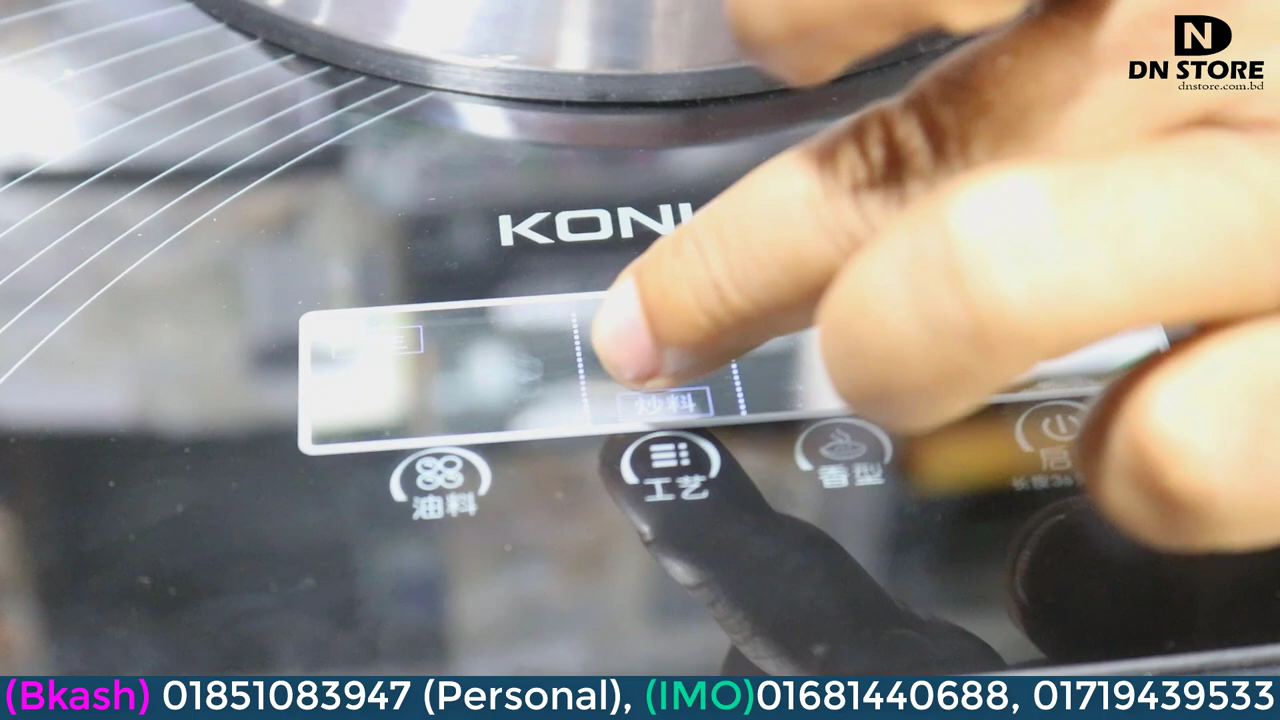 DN STORE
dnstore.com.bd
炒料
油料
工艺
香型
(Bkash) 01851083947 (Personal), (IMO)01681440688, 01719439533